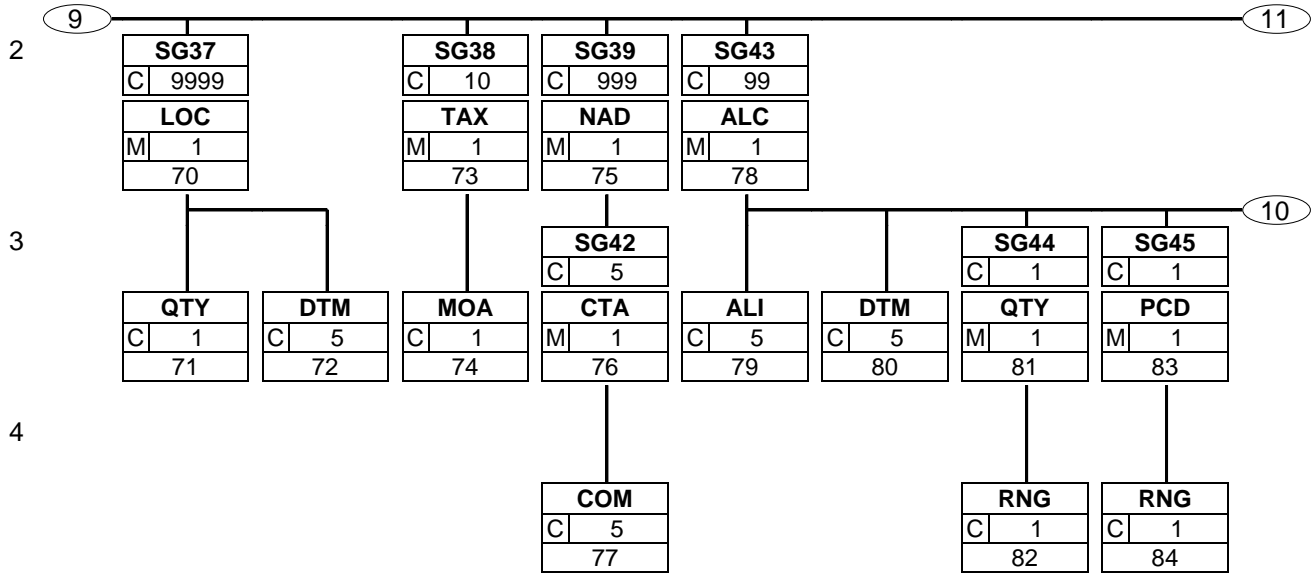 9 11
2 SG37 SG38 SG39 SG43
C 9999 C 10 C 999 C 99
LOC TAX NAD ALC
M 1 M 1 M 1 M 1
70 73 75 78
10
3 SG42 SG44 SG45
C 5 C 1 C 1
QTY DTM MOA CTA ALI DTM QTY PCD
C 1 C 5 C 1 M 1 C 5 C 5 M 1 M 1
71 72 74 76 79 80 81 83
4
COM RNG RNG
C 5 C 1 C 1
77 82 84